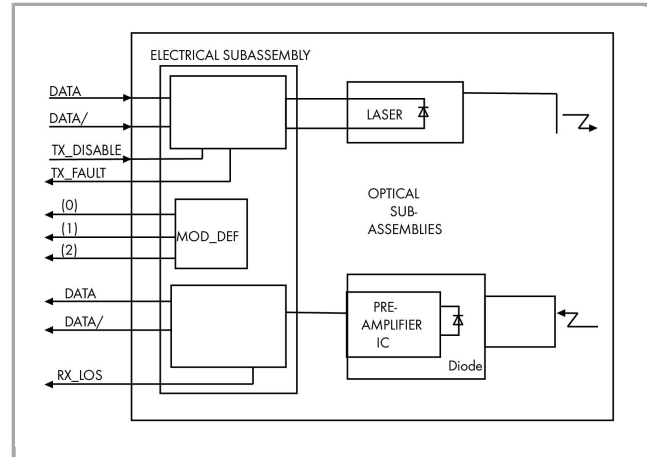 ELECTRICAL SUBASSEMBLY
DATA
DATA/
TX_DISABLE
TX_FAULT
LASER
(0)
(1)
(2)
MOD_DEF
OPTICAL
SUB-
ASSEMBLIES
DATA
DATA/
RX_LOS
PRE-
AMPLIFIER
IC
Diode